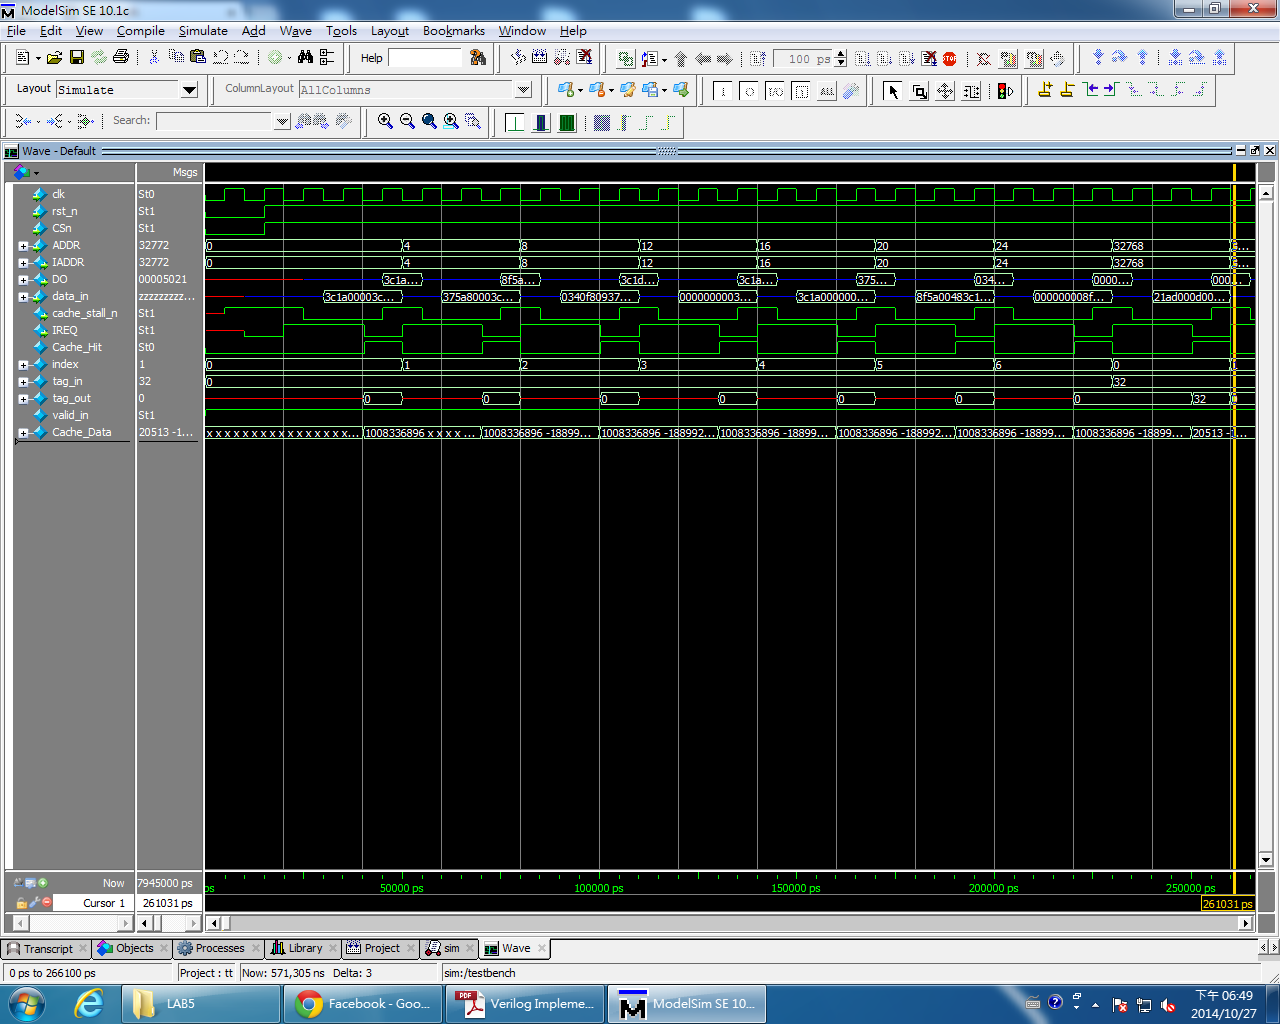 ModelSim SE 10.1c
File Edit View Compile Simulate Add Wave Tools Layout Bookmarks Window Help
Help
100 ps
Layout Simulate
ColumnLayout AllColumns
Search:
Wave - Default
Msgs
clk St0
rst_n St1
CSn St1
ADDR 32772 0 4 8 12 16 20 24 32768
IADDR 32772 0 4 8 12 16 20 24 32768
DO 00005021 3c1a... 8f5a... 3c1d... 3c1a... 375... 034... 0000... 000...
data_in zzzzzzzzz... 3c1a00003c... 375a80003c... 0340f80937... 0000000003... 3c1a000000... 8f5a00483c1... 000000008f... 21ad000d00...
cache_stall_n St1
IREQ St1
Cache_Hit St0
index 1 0 1 2 3 4 5 6 0
tag_in 32 0 32
tag_out 0 0 0 0 0 0 0 0 32
valid_in St1
Cache_Data 20513 -1... x x x x x x x x x x x x x x x x... 1008336896 x x x x ... 1008336896 -18899... 1008336896 -188992... 1008336896 -18899... 1008336896 -188992... 1008336896 -18899... 1008336896 -18899... 20513 -1...
Now 7945000 ps ps 50000 ps 100000 ps 150000 ps 200000 ps 250000 ps
Cursor 1 261031 ps 261031 ps
Transcript Objects Processes Library Project sim Wave
0 ps to 266100 ps Project : tt Now: 571,305 ns Delta: 3 sim:/testbench
LAB5 Facebook - Goo... Verilog Impleme... ModelSim SE 10...
下午 06:49
2014/10/27